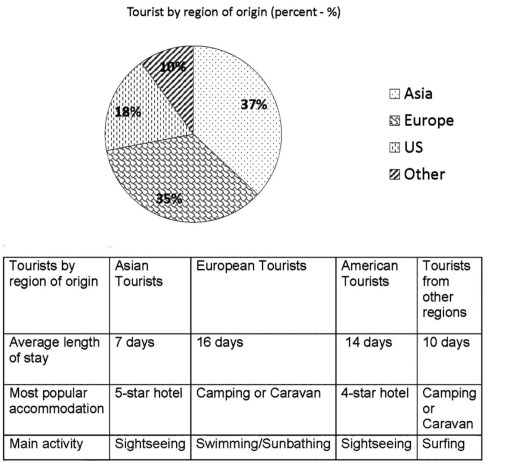 Tourist by region of origin (percent - %)
10%
37%
18%
35%
Asia
Europe
US
Other
Tourists by region of origin
Asian Tourists
European Tourists
American Tourists
Tourists from other regions
Average length of stay
7 days
16 days
14 days
10 days
Most popular accommodation
5-star hotel
Camping or Caravan
4-star hotel
Camping or Caravan
Main activity
Sightseeing
Swimming/Sunbathing
Sightseeing
Surfing